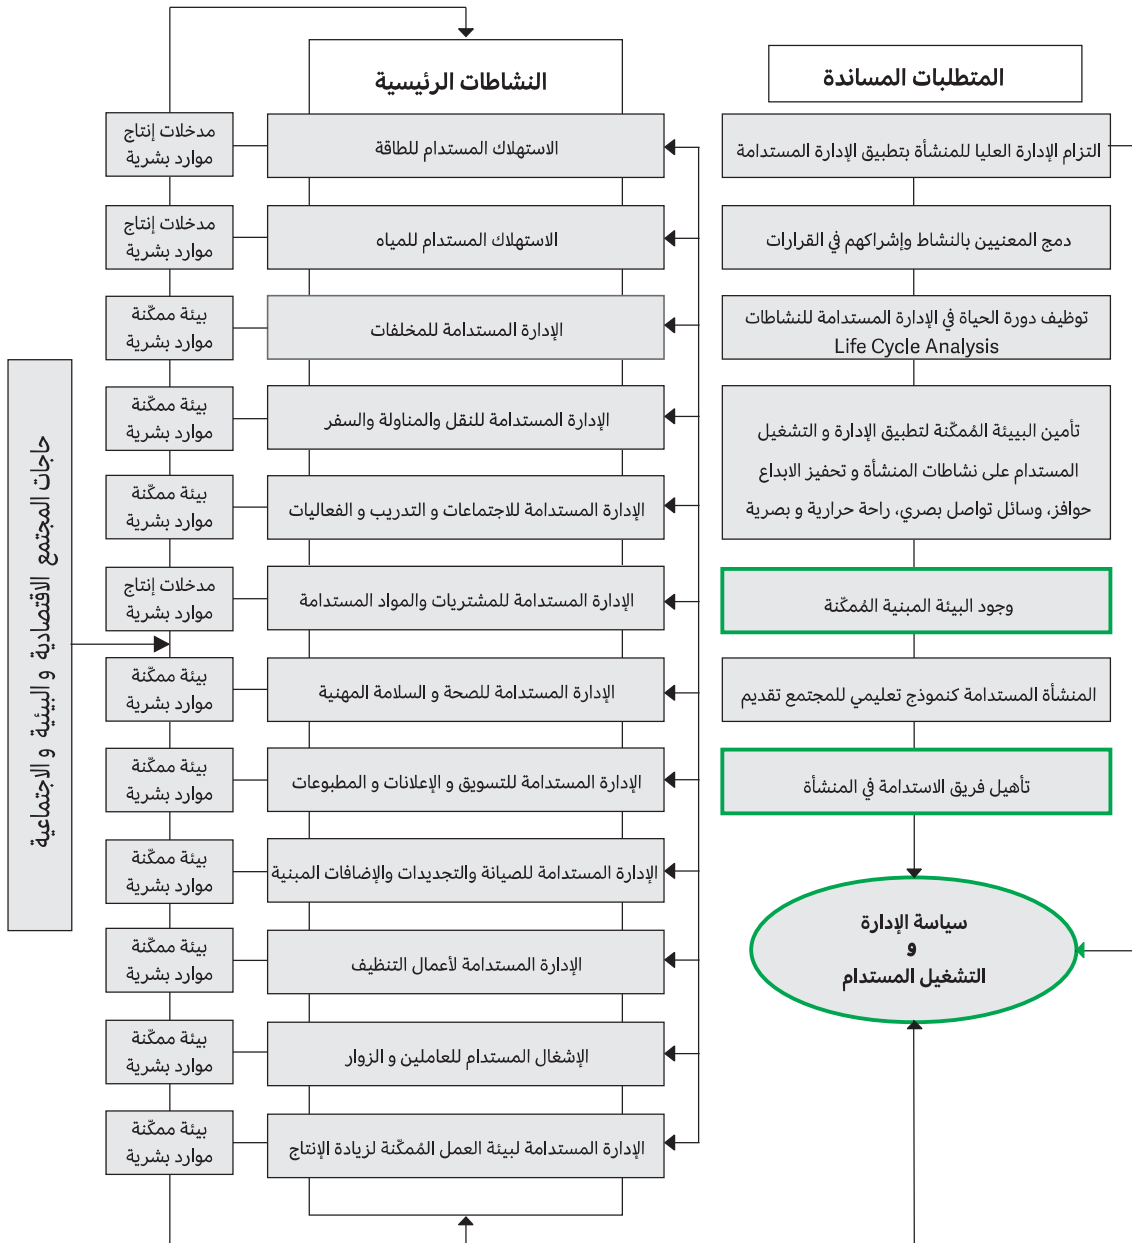 المتطلبات المساندة
التزام الإدارة العليا للمنشأة بتطبيق الإدارة المستدامة
دمج المعنيين بالنشاط وإشراكهم في القرارات
توظيف دورة الحياة في الإدارة المستدامة للنشاطات
Life Cycle Analysis
تأمين البييئة المُمكّنة لتطبيق الإدارة و التشغيل
المستدام على نشاطات المنشأة و تحفيز الابداع
حوافز، وسائل تواصل بصري، راحة حرارية و بصرية
وجود البيئة المبنية المُمكّنة
المنشأة المستدامة كنموذج تعليمي للمجتمع تقديم
تأهيل فريق الاستدامة في المنشأة
سياسة الإدارة
و
التشغيل المستدام
النشاطات الرئيسية
الاستهلاك المستدام للطاقة
الاستهلاك المستدام للمياه
الإدارة المستدامة للمخلفات
الإدارة المستدامة للنقل والمناولة والسفر
الإدارة المستدامة للاجتماعات و التدريب و الفعاليات
الإدارة المستدامة للمشتريات والمواد المستدامة
الإدارة المستدامة للصحة و السلامة المهنية
الإدارة المستدامة للتسويق و الإعلانات و المطبوعات
الإدارة المستدامة للصيانة والتجديدات والإضافات المبنية
الإدارة المستدامة لأعمال التنظيف
الإشغال المستدام للعاملين و الزوار
الإدارة المستدامة لبيئة العمل المُمكّنة لزيادة الإنتاج
مدخلات إنتاج
موارد بشرية
مدخلات إنتاج
موارد بشرية
بيئة ممكّنة
موارد بشرية
بيئة ممكّنة
موارد بشرية
بيئة ممكّنة
موارد بشرية
مدخلات إنتاج
موارد بشرية
بيئة ممكّنة
موارد بشرية
بيئة ممكّنة
موارد بشرية
بيئة ممكّنة
موارد بشرية
بيئة ممكّنة
موارد بشرية
بيئة ممكّنة
موارد بشرية
بيئة ممكّنة
موارد بشرية
حاجات المجتمع الاقتصادية و البيئية و الاجتماعية